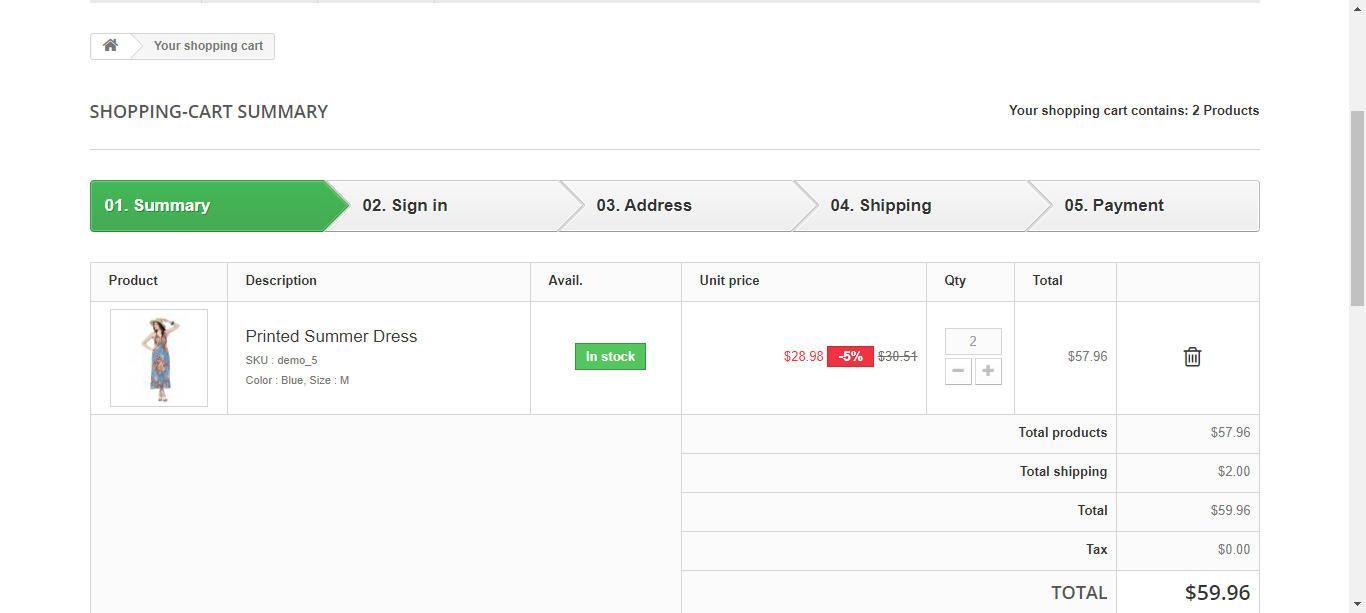 Your shopping cart
SHOPPING-CART SUMMARY
Your shopping cart contains: 2 Products
01. Summary
02. Sign in
03. Address
04. Shipping
05. Payment
Product
Description
Avail.
Unit price
Qty
Total
Printed Summer Dress
SKU : demo_5
Color : Blue, Size : M
In stock
$28.98 -5% $30.51
2
$57.96
Total products $57.96
Total shipping $2.00
Total $59.96
Tax $0.00
TOTAL $59.96